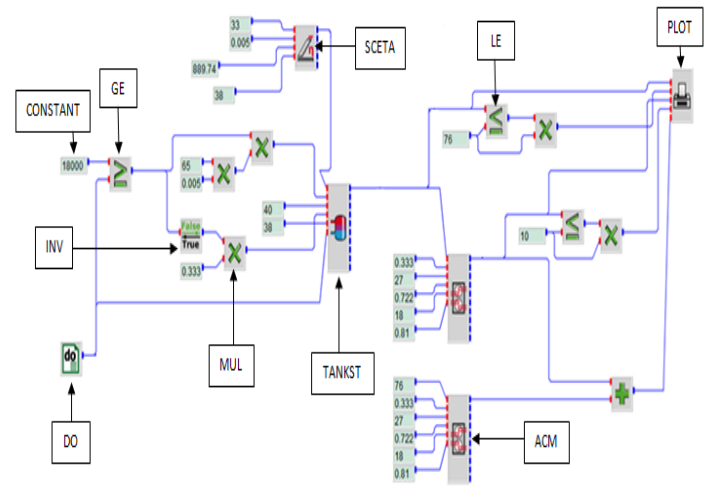 PLOT
33
SCETA
LE
0.005
889.74
GE
38
CONSTANT
76
18000
65
0.005
40
False
True
38
10
INV
0.333
0.333
27
0.722
18
0.81
do
MUL
TANKST
76
0.333
27
0.722
18
0.81
DO
ACM